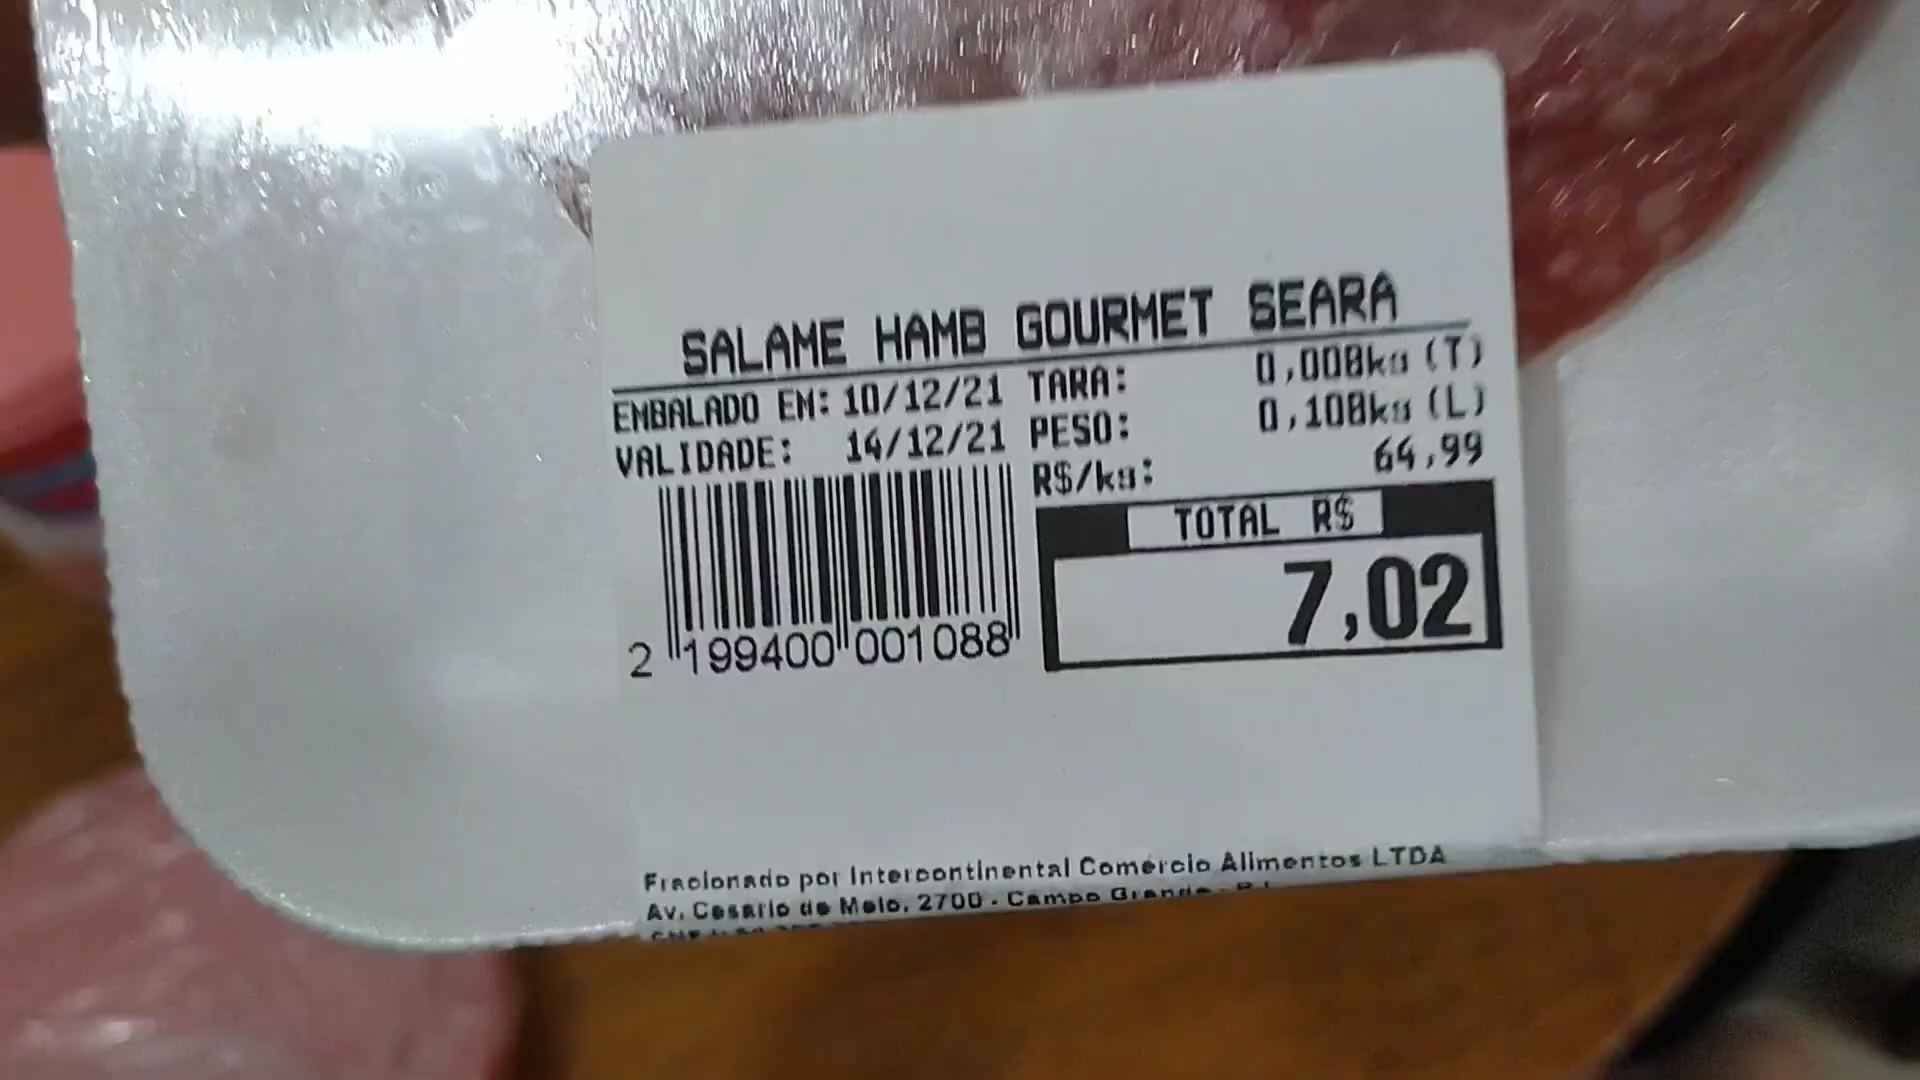 SALAME HAMB GOURMET SEARA
EMBALADO EM: 10/12/21 TARA: 0,008kg (T)
VALIDADE: 14/12/21 PESO: 0,108kg (L)
R$/kg: 64,99
TOTAL R$
7,02
2 199400 001088
Fracionado por Intercontinental Comércio Alimentos LTDA
Av. Cesario de Melo, 2700 - Campo Grande - RJ